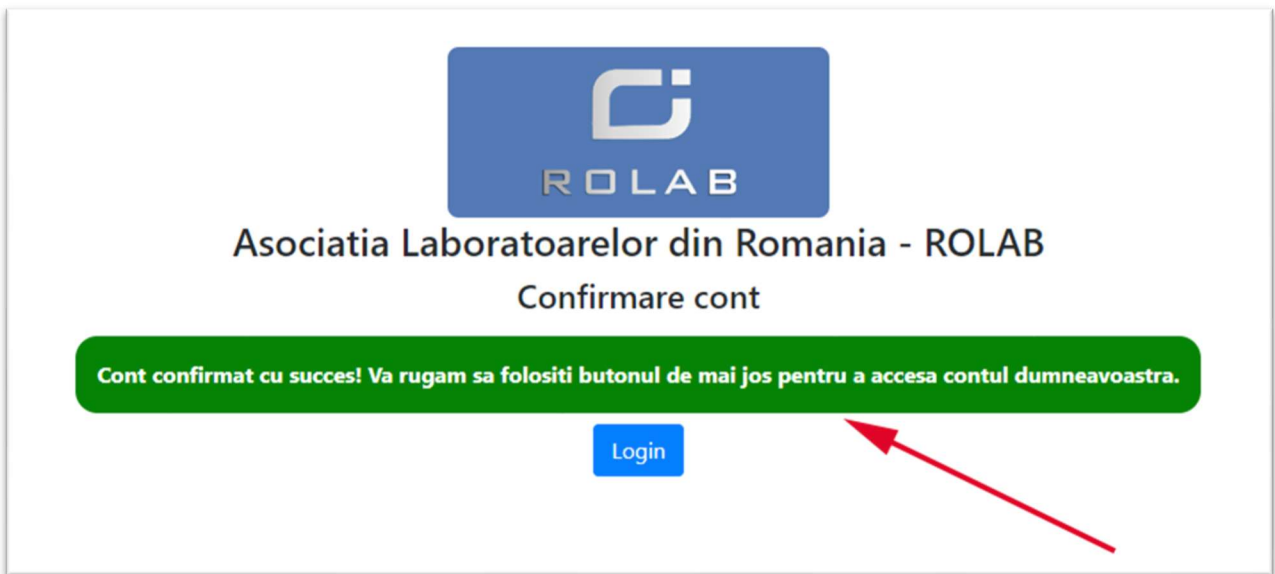 ROLAB
Asociatia Laboratoarelor din Romania - ROLAB
Confirmare cont
Cont confirmat cu succes! Va rugam sa folositi butonul de mai jos pentru a accesa contul dumneavoastra.
Login